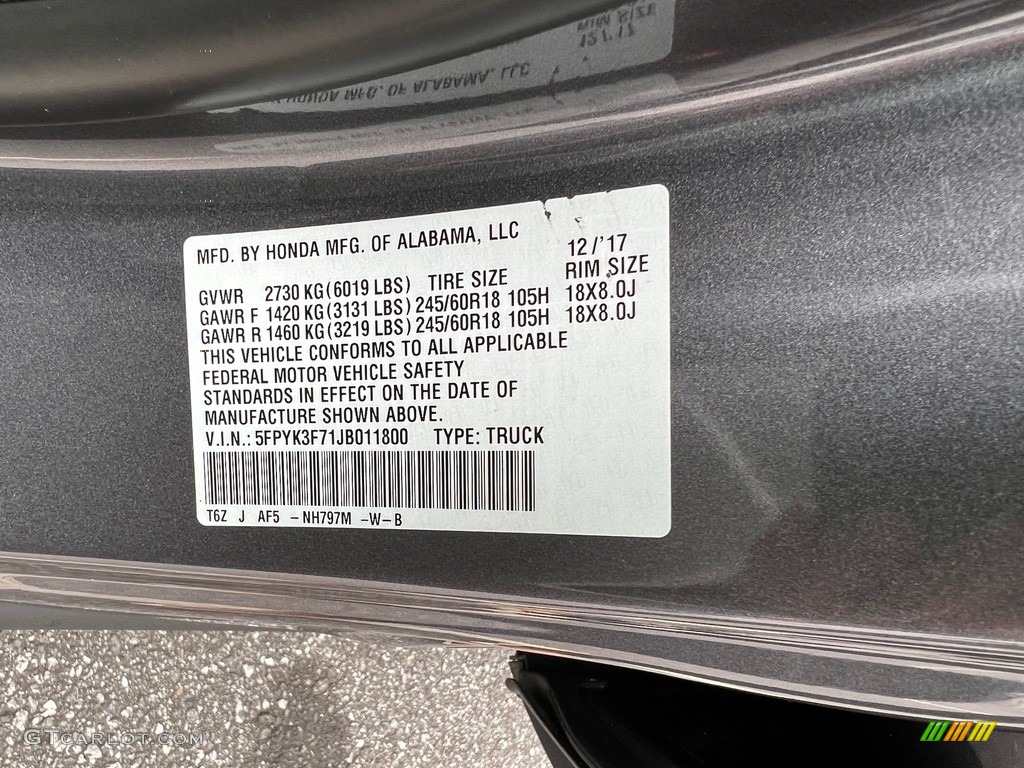 MFD. BY HONDA MFG. OF ALABAMA, LLC 12/'17
GVWR 2730 KG(6019 LBS) TIRE SIZE RIM SIZE
GAWR F 1420 KG(3131 LBS) 245/60R18 105H 18X8.0J
GAWR R 1460 KG(3219 LBS) 245/60R18 105H 18X8.0J
THIS VEHICLE CONFORMS TO ALL APPLICABLE
FEDERAL MOTOR VEHICLE SAFETY
STANDARDS IN EFFECT ON THE DATE OF
MANUFACTURE SHOWN ABOVE.
V.I.N.: 5FPYK3F71JB011800 TYPE: TRUCK
T6Z J AF5 -NH797M -W-B
GTCARLOT.COM